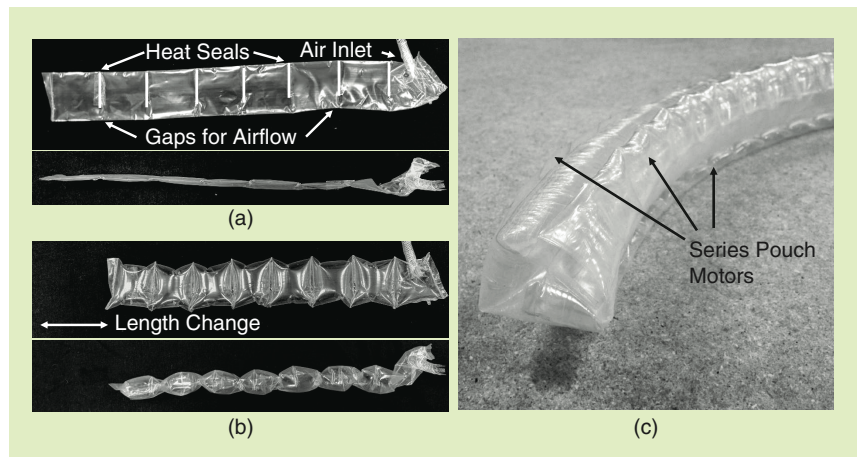 Heat Seals
Air Inlet
Gaps for Airflow
(a)
Length Change
(b)
Series Pouch
Motors
(c)